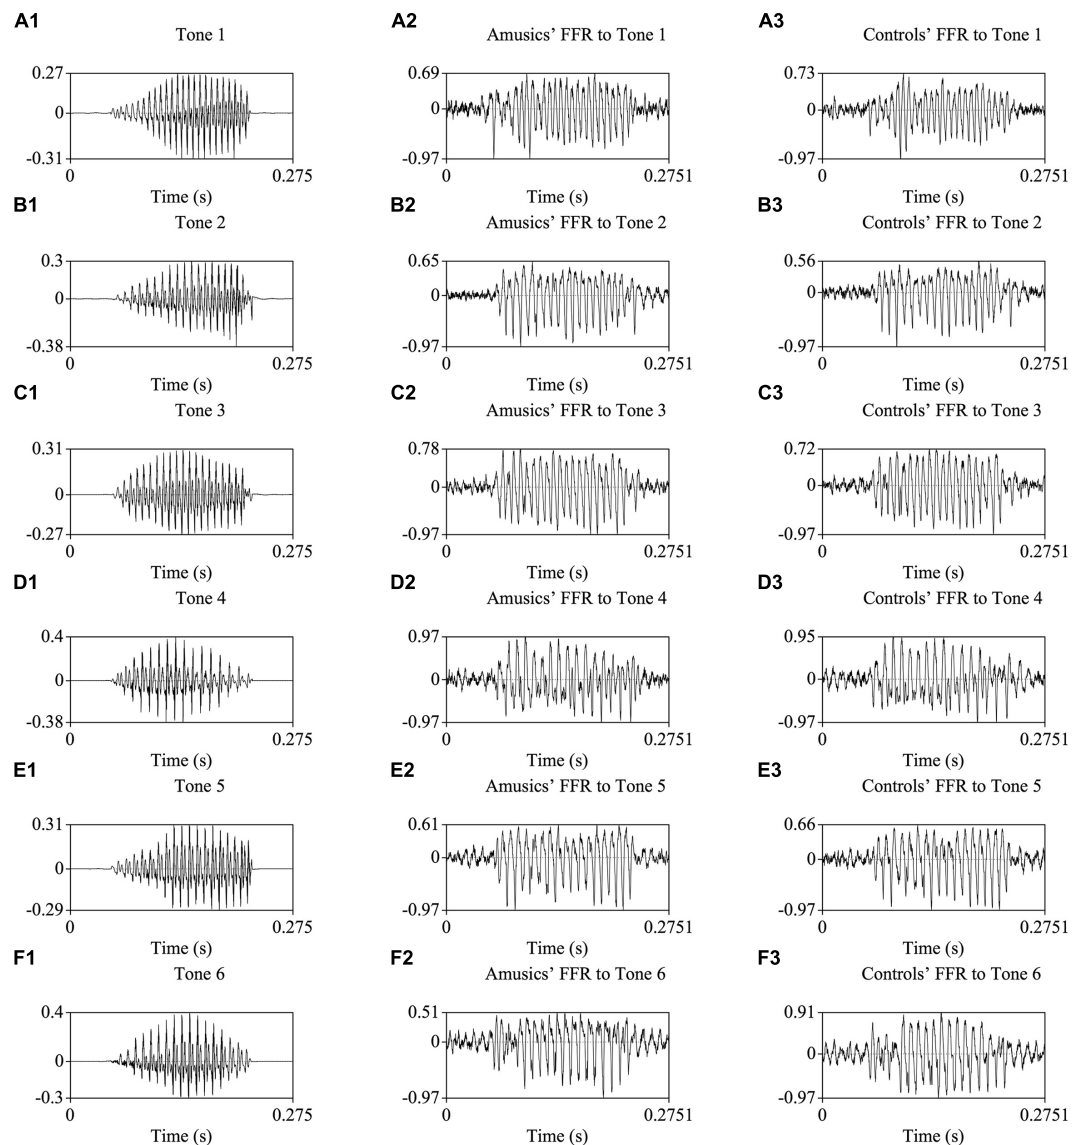 A1 A2 A3
Tone 1 Amusics’ FFR to Tone 1 Controls’ FFR to Tone 1
0.27 0.69 0.73
0 0 0
-0.31 -0.97 -0.97
0 0.275 0 0.2751 0 0.2751
Time (s) Time (s) Time (s)
B1 B2 B3
Tone 2 Amusics’ FFR to Tone 2 Controls’ FFR to Tone 2
0.3 0.65 0.56
0 0 0
-0.38 -0.97 -0.97
0 0.275 0 0.2751 0 0.2751
Time (s) Time (s) Time (s)
C1 C2 C3
Tone 3 Amusics’ FFR to Tone 3 Controls’ FFR to Tone 3
0.31 0.78 0.72
0 0 0
-0.27 -0.97 -0.97
0 0.275 0 0.2751 0 0.2751
Time (s) Time (s) Time (s)
D1 D2 D3
Tone 4 Amusics’ FFR to Tone 4 Controls’ FFR to Tone 4
0.4 0.97 0.95
0 0 0
-0.38 -0.97 -0.97
0 0.275 0 0.2751 0 0.2751
Time (s) Time (s) Time (s)
E1 E2 E3
Tone 5 Amusics’ FFR to Tone 5 Controls’ FFR to Tone 5
0.31 0.61 0.66
0 0 0
-0.29 -0.97 -0.97
0 0.275 0 0.2751 0 0.2751
Time (s) Time (s) Time (s)
F1 F2 F3
Tone 6 Amusics’ FFR to Tone 6 Controls’ FFR to Tone 6
0.4 0.51 0.91
0 0 0
-0.3 -0.97 -0.97
0 0.275 0 0.2751 0 0.2751
Time (s) Time (s) Time (s)